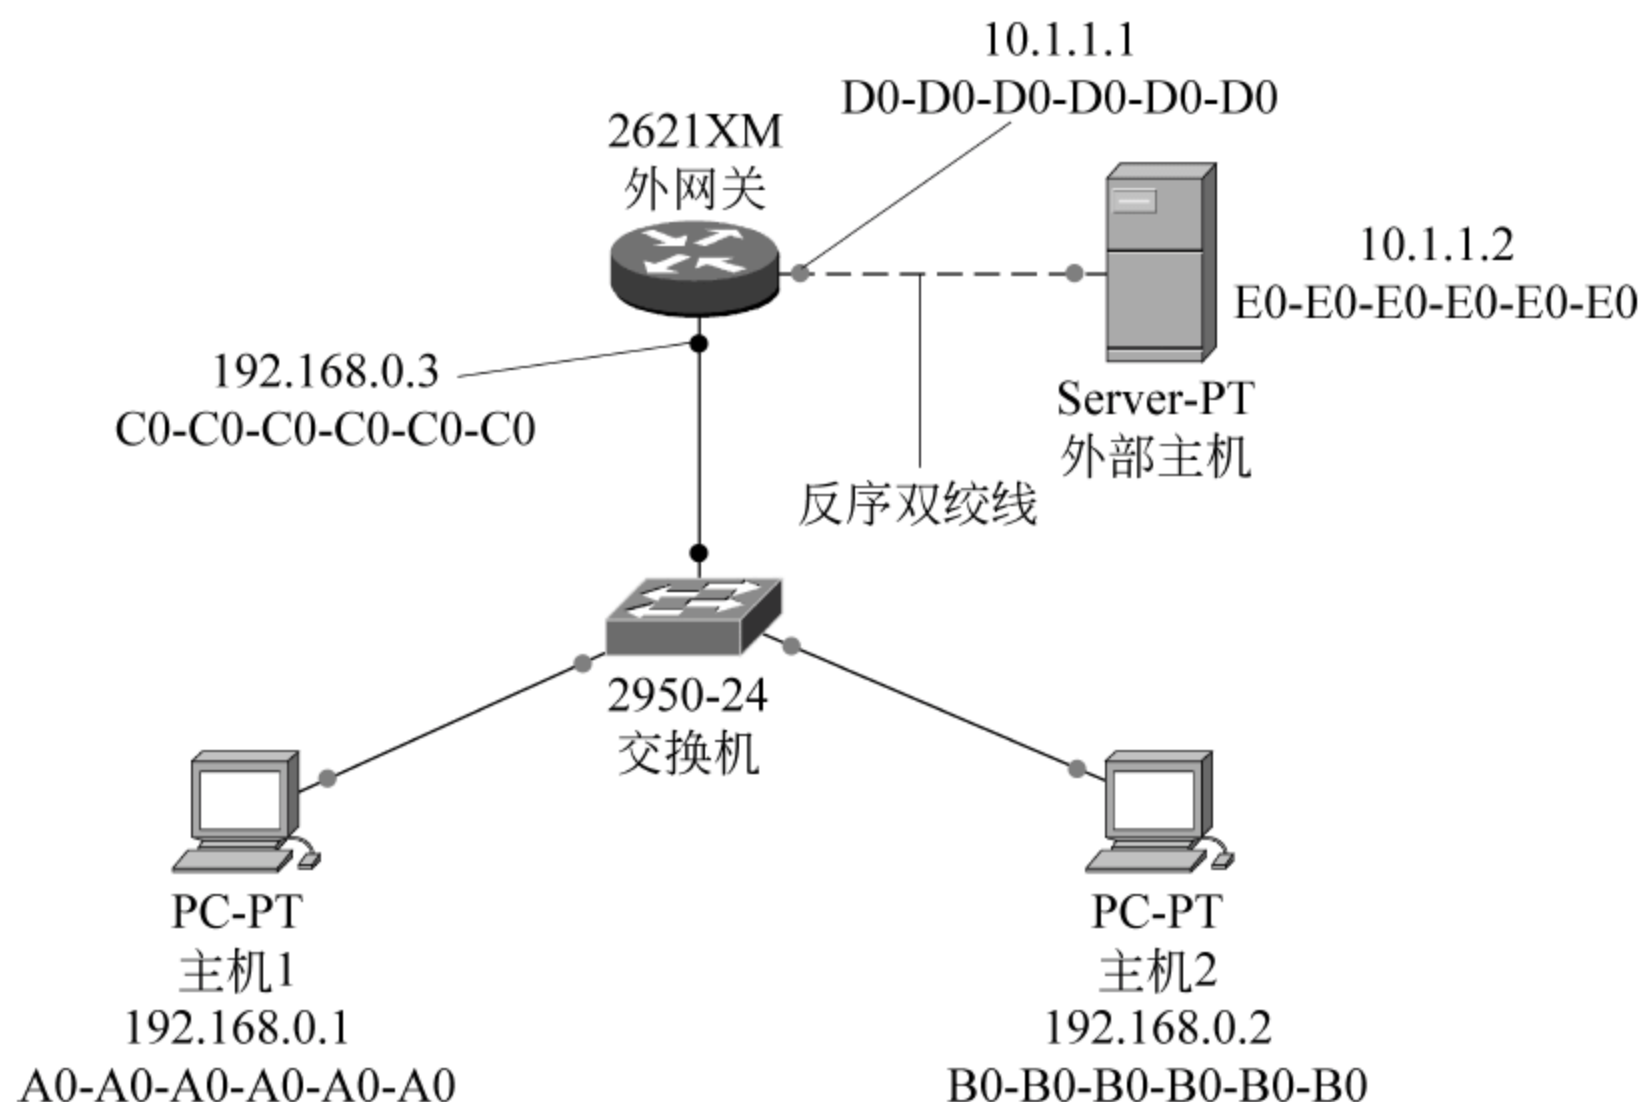 10.1.1.1
D0-D0-D0-D0-D0-D0
2621XM
外网关
10.1.1.2
E0-E0-E0-E0-E0-E0
192.168.0.3
C0-C0-C0-C0-C0-C0
Server-PT
外部主机
反序双绞线
2950-24
交换机
PC-PT
主机1
192.168.0.1
A0-A0-A0-A0-A0-A0
PC-PT
主机2
192.168.0.2
B0-B0-B0-B0-B0-B0